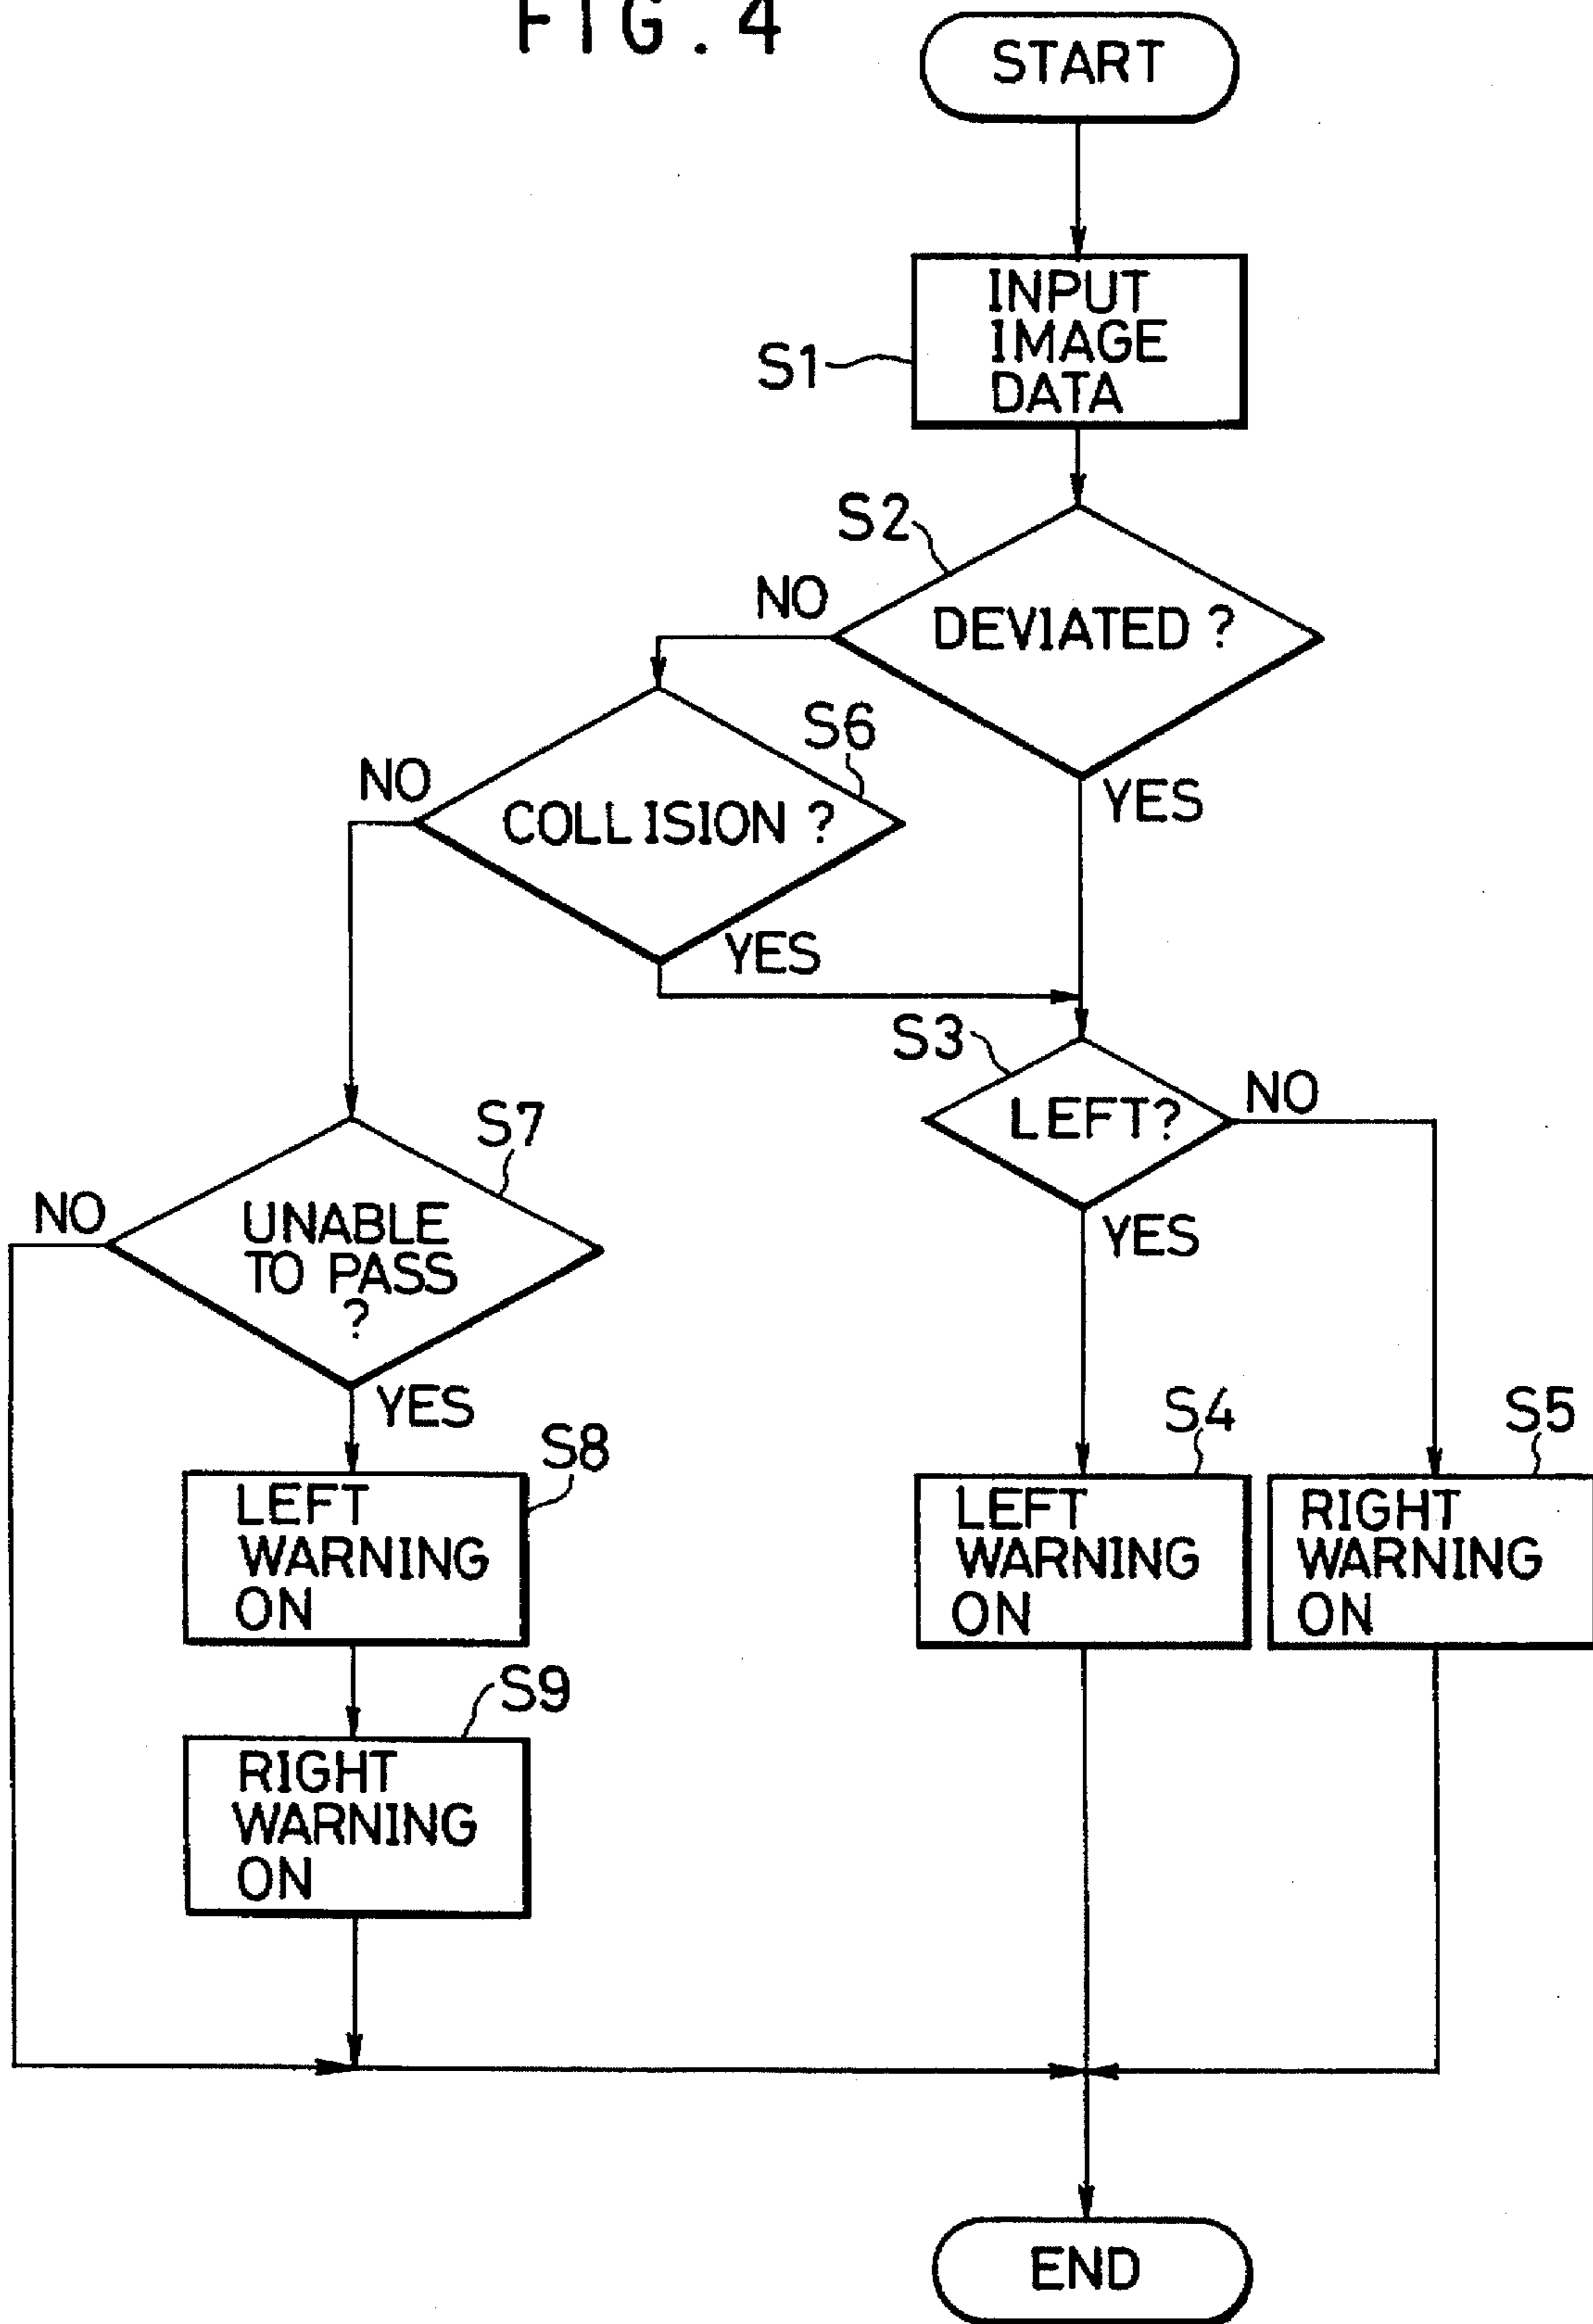 FIG. 4
START
INPUT
IMAGE
DATA
S1
S2
NO
DEVIATED ?
YES
S6
NO
COLLISION ?
YES
S3
LEFT?
NO
YES
S7
NO
UNABLE
TO PASS
?
YES
S8
LEFT
WARNING
ON
S4
LEFT
WARNING
ON
S5
RIGHT
WARNING
ON
S9
RIGHT
WARNING
ON
END